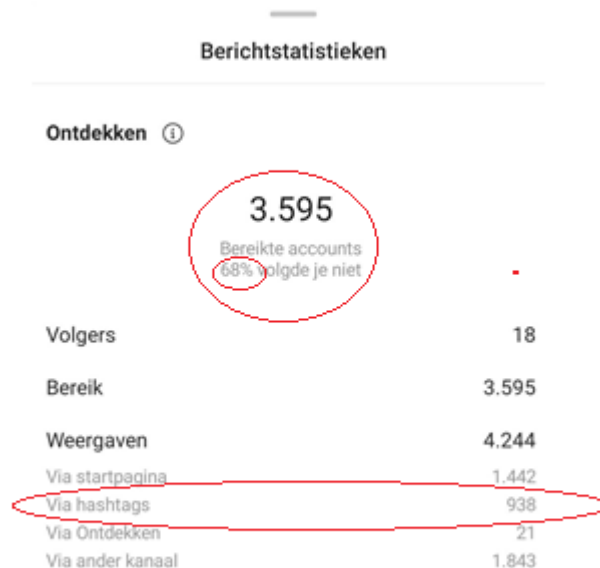 Berichtstatistieken
Ontdekken
3.595
Bereikte accounts
68% volgde je niet
Volgers 18
Bereik 3.595
Weergaven 4.244
Via startpagina 1.442
Via hashtags 938
Via Ontdekken 21
Via ander kanaal 1.843